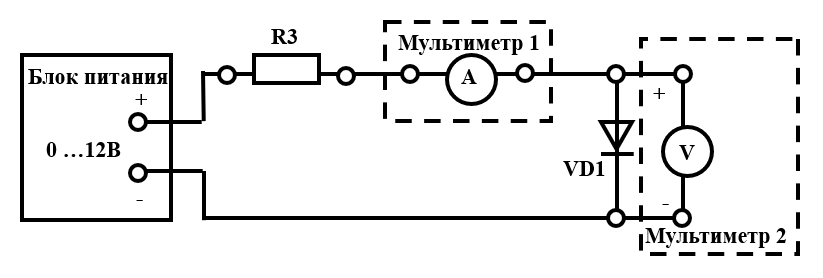 R3
Мультиметр 1
Блок питания
A
+
+
0 ...12В
V
VD1
-
-
Мультиметр 2